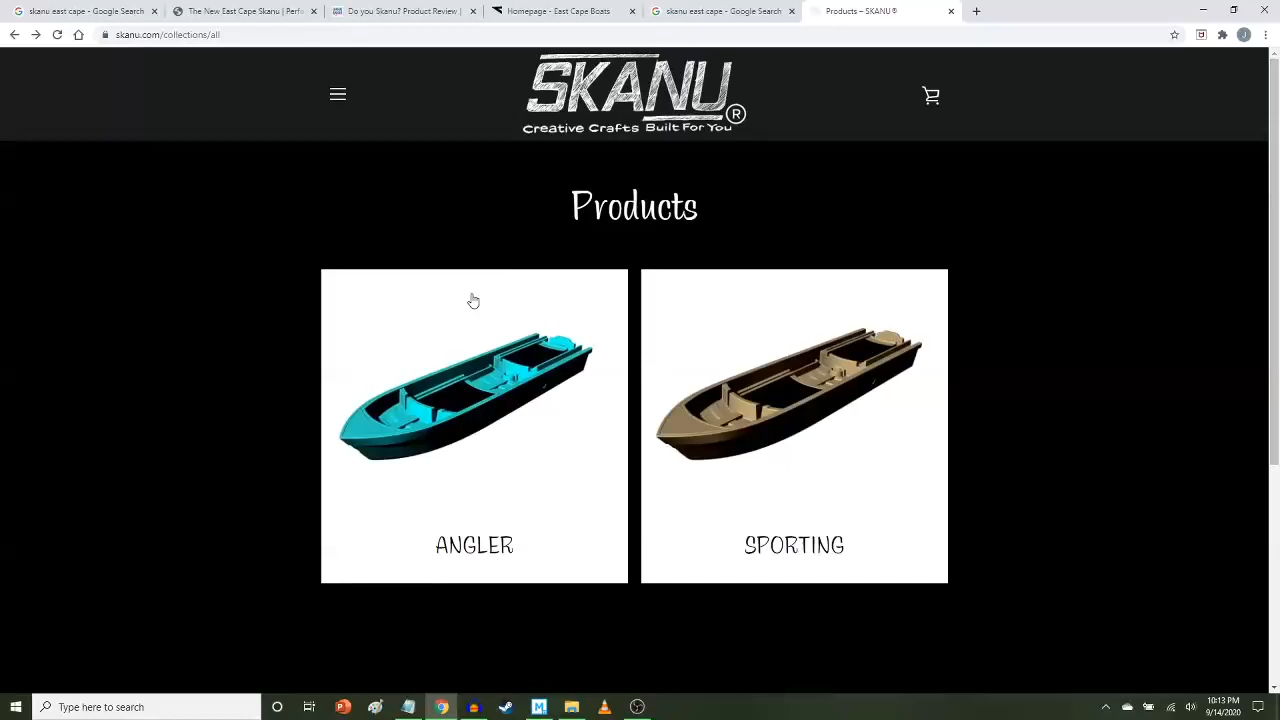 skanu east cape - Google Search
The New East Cape Skanu | Perfo
Do you Skanu? Product Review |
Homepage - East Cape Boats
skanu east cape. - Google Search
Products – SKANU ®
skanu.com/collections/all
J
SKANU ®
Creative Crafts Built For You
Products
ANGLER
SPORTING
Type here to search
10:13 PM
9/14/2020